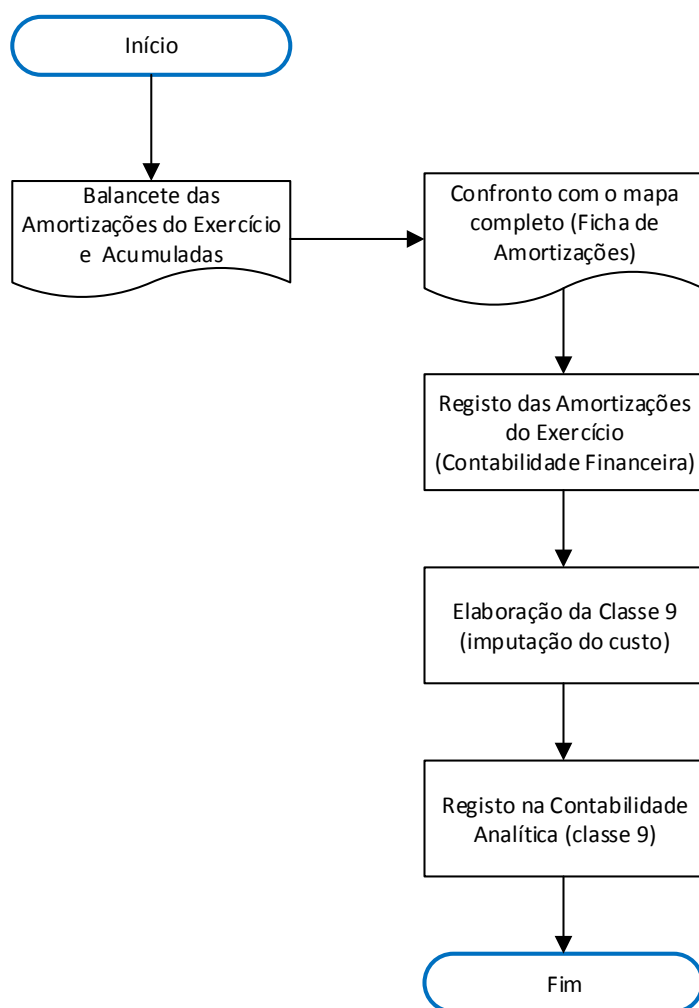 Início
Balancete das
Amortizações do Exercício
e Acumuladas
Confronto com o mapa
completo (Ficha de
Amortizações)
Registo das Amortizações
do Exercício
(Contabilidade Financeira)
Elaboração da Classe 9
(imputação do custo)
Registo na Contabilidade
Analítica (classe 9)
Fim